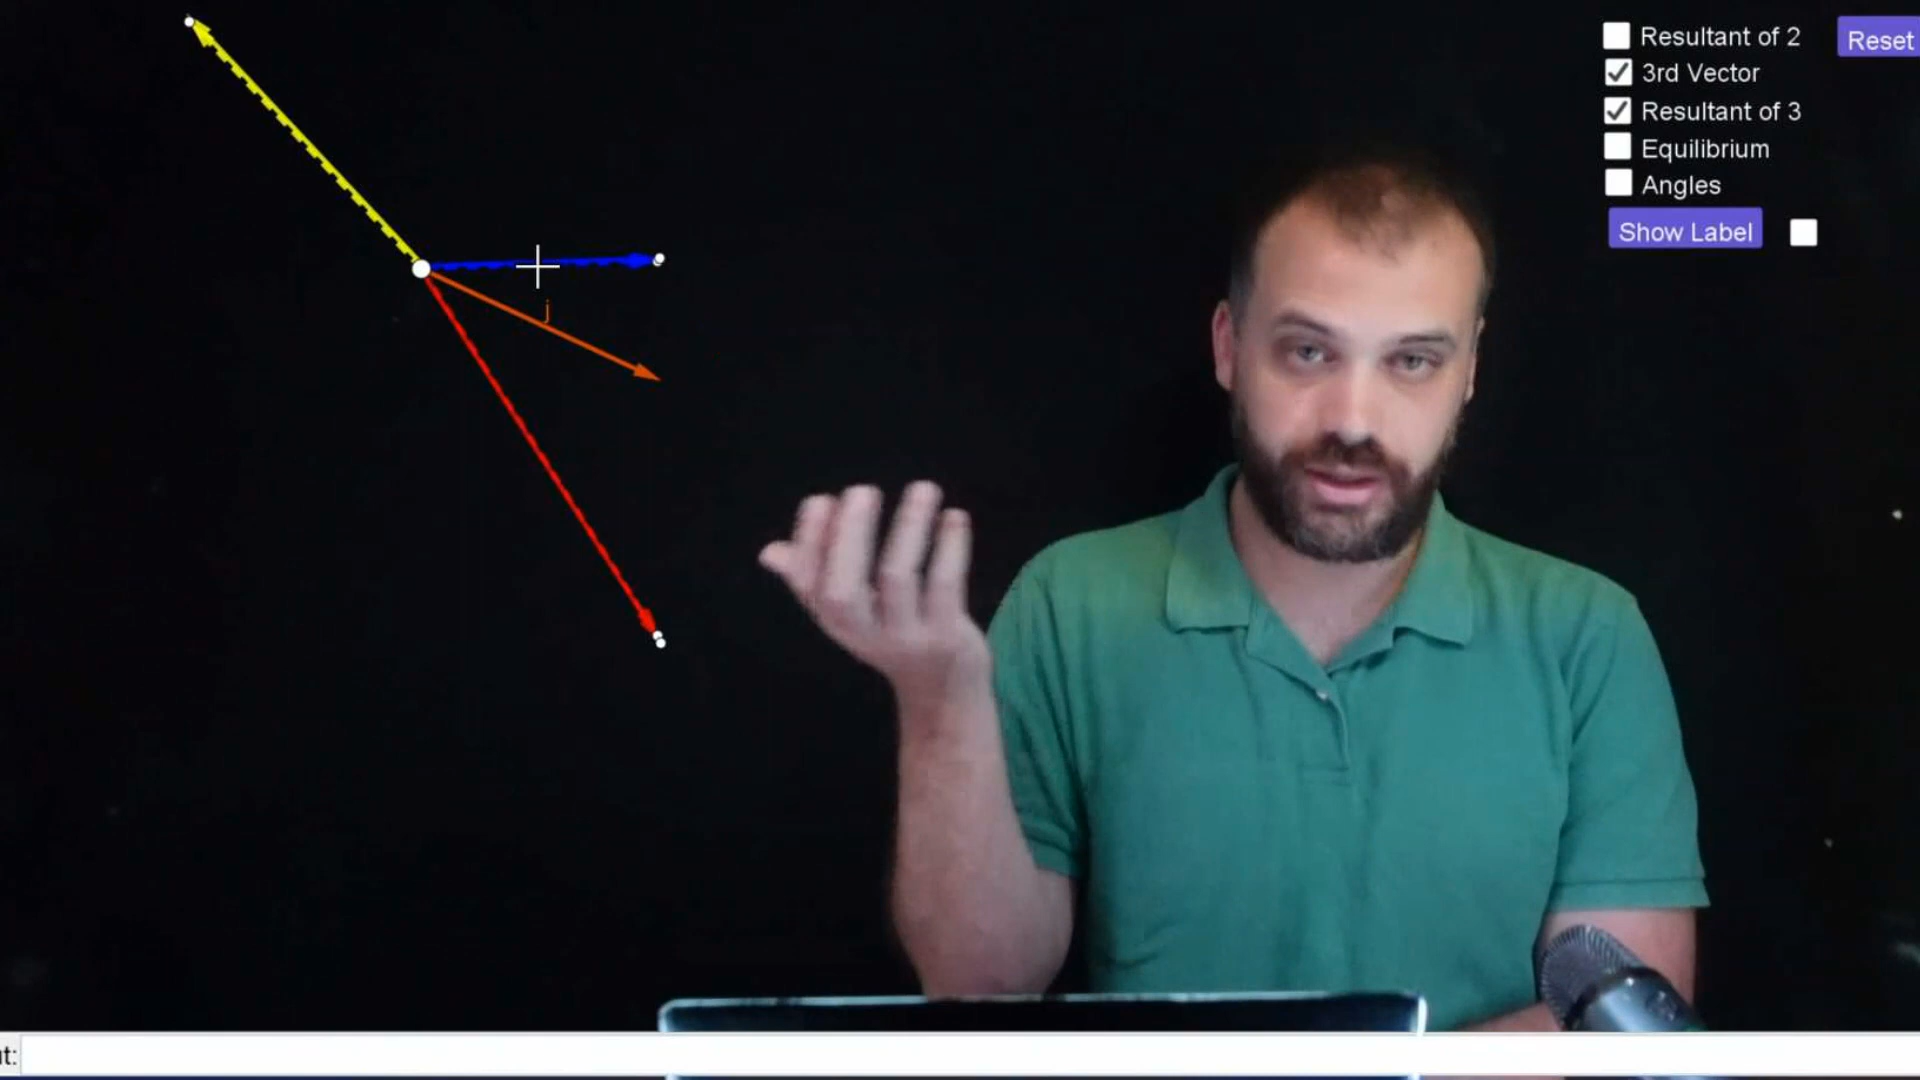 Resultant of 2
Reset
3rd Vector
Resultant of 3
Equilibrium
Angles
Show Label
j
t: